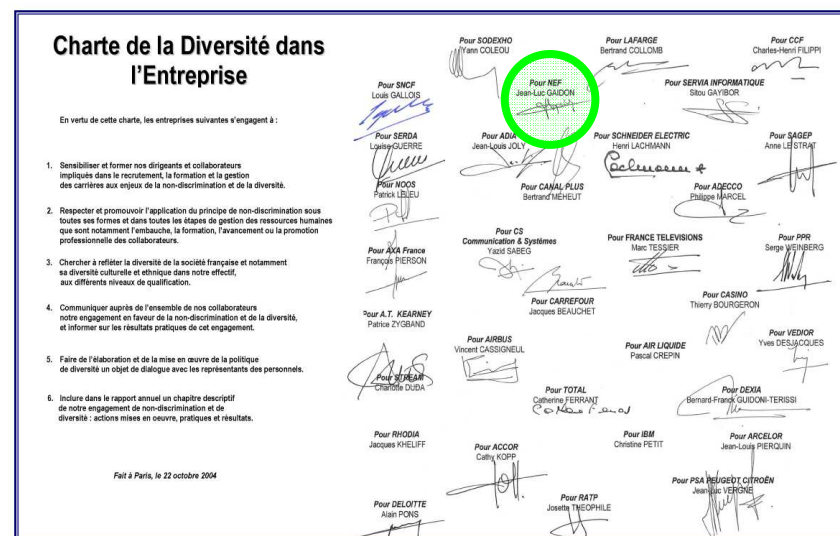 Charte de la Diversité dans
l'Entreprise
En vertu de cette charte, les entreprises suivantes s'engagent à :
1. Sensibiliser et former nos dirigeants et collaborateurs
impliqués dans le recrutement, la formation et la gestion
des carrières aux enjeux de la non-discrimination et de la diversité.
2. Respecter et promouvoir l'application du principe de non-discrimination sous
toutes ses formes et dans toutes les étapes de gestion des ressources humaines
que sont notamment l'embauche, la formation, l'avancement ou la promotion
professionnelle des collaborateurs.
3. Chercher à refléter la diversité de la société française et notamment
sa diversité culturelle et ethnique dans notre effectif,
aux différents niveaux de qualification.
4. Communiquer auprès de l'ensemble de nos collaborateurs
notre engagement en faveur de la non-discrimination et de la diversité,
et informer sur les résultats pratiques de cet engagement.
5. Faire de l'élaboration et de la mise en œuvre de la politique
de diversité un objet de dialogue avec les représentants des personnels.
6. Inclure dans le rapport annuel un chapitre descriptif
de notre engagement de non-discrimination et de
diversité : actions mises en oeuvre, pratiques et résultats.
Fait à Paris, le 22 octobre 2004
Pour SODEXHO
Yann COLEOU
Pour LAFARGE
Bertrand COLLOMB
Pour CCF
Charles-Henri FILIPPI
Pour SNCF
Louis GALLOIS
Pour NEF
Jean-Luc GAIDON
Pour SERVIA INFORMATIQUE
Sitou GAYIBOR
Pour SERDA
Louise GUERRE
Pour ADIA
Jean-Louis JOLY
Pour SCHNEIDER ELECTRIC
Henri LACHMANN
Pour SAGEP
Anne LE STRAT
Pour NOOS
Patrick LELEU
Pour CANAL PLUS
Bertrand MÉHEUT
Pour ADECCO
Philippe MARCEL
Pour AXA France
François PIERSON
Pour CS
Communication & Systèmes
Yazid SABEG
Pour FRANCE TELEVISIONS
Marc TESSIER
Pour PPR
Serge WEINBERG
Pour A.T. KEARNEY
Patrice ZYGBAND
Pour CARREFOUR
Jacques BEAUCHET
Pour CASINO
Thierry BOURGERON
Pour AIRBUS
Vincent CASSIGNEUL
Pour AIR LIQUIDE
Pascal CREPIN
Pour VEDIOR
Yves DESJACQUES
Pour STREAM
Charlotte DUDA
Pour TOTAL
Catherine FERRANT
Pour DEXIA
Bernard-Franck GUIDONI-TERISSI
Pour RHODIA
Jacques KHELIFF
Pour ACCOR
Cathy KOPP
Pour IBM
Christine PETIT
Pour ARCELOR
Jean-Louis PIERQUIN
Pour DELOITTE
Alain PONS
Pour RATP
Josette THEOPHILE
Pour PSA PEUGEOT CITROËN
Jean-Luc VERGNE